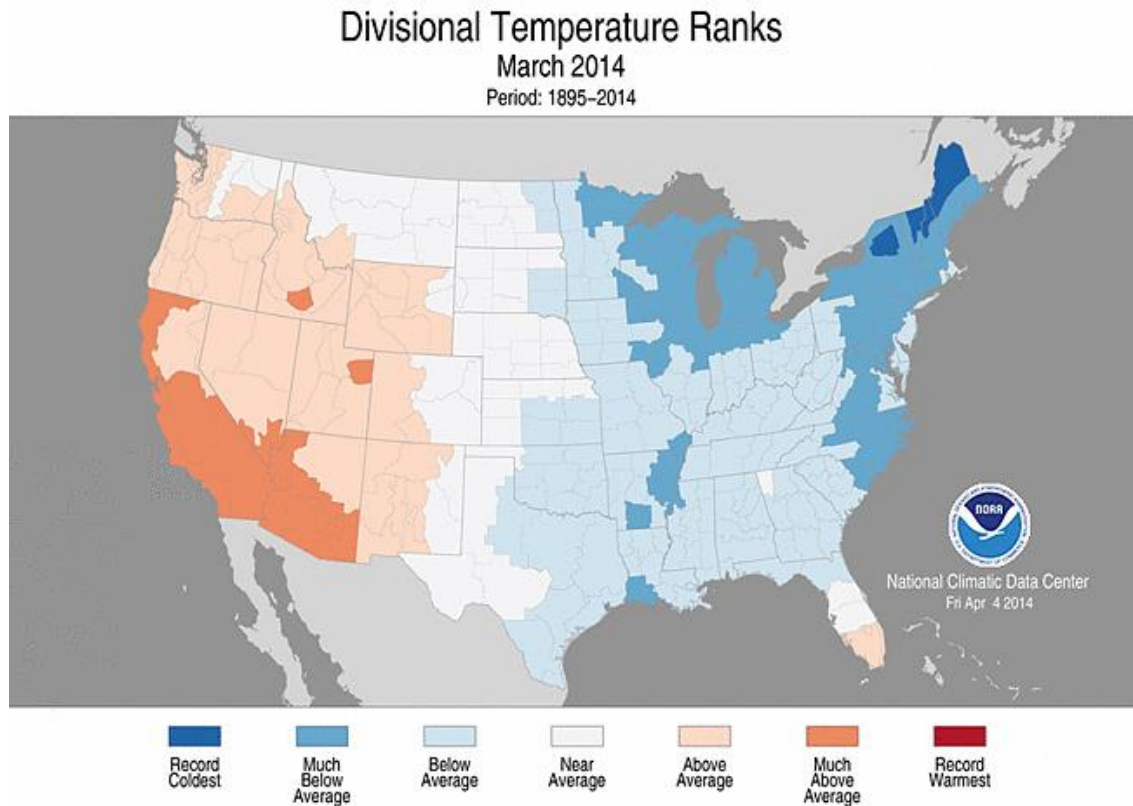 Divisional Temperature Ranks
March 2014
Period: 1895–2014
NOAA
National Climatic Data Center
Fri Apr 4 2014
Record
Coldest
Much
Below
Average
Below
Average
Near
Average
Above
Average
Much
Above
Average
Record
Warmest